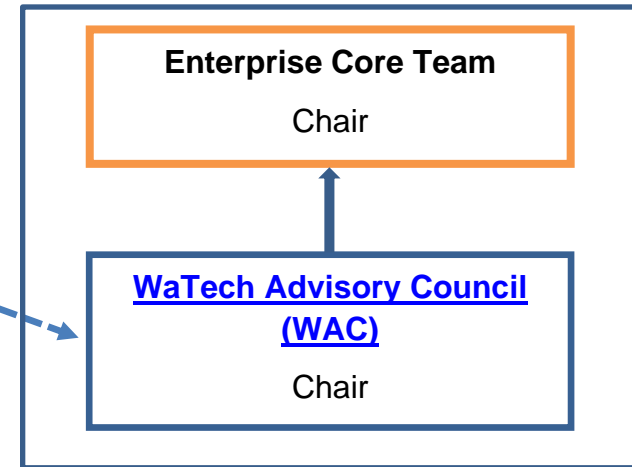 Enterprise Core Team
Chair
WaTech Advisory Council
(WAC)
Chair